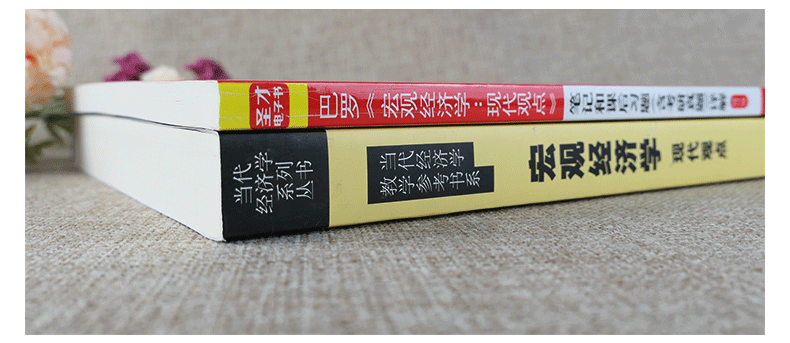 圣才
电子书
巴罗《宏观经济学：现代观点》
笔记和课后习题(含考研真题)详解
当代
经济学
系列
丛书
当代经济学
教学参考书系
宏观经济学 现代观点